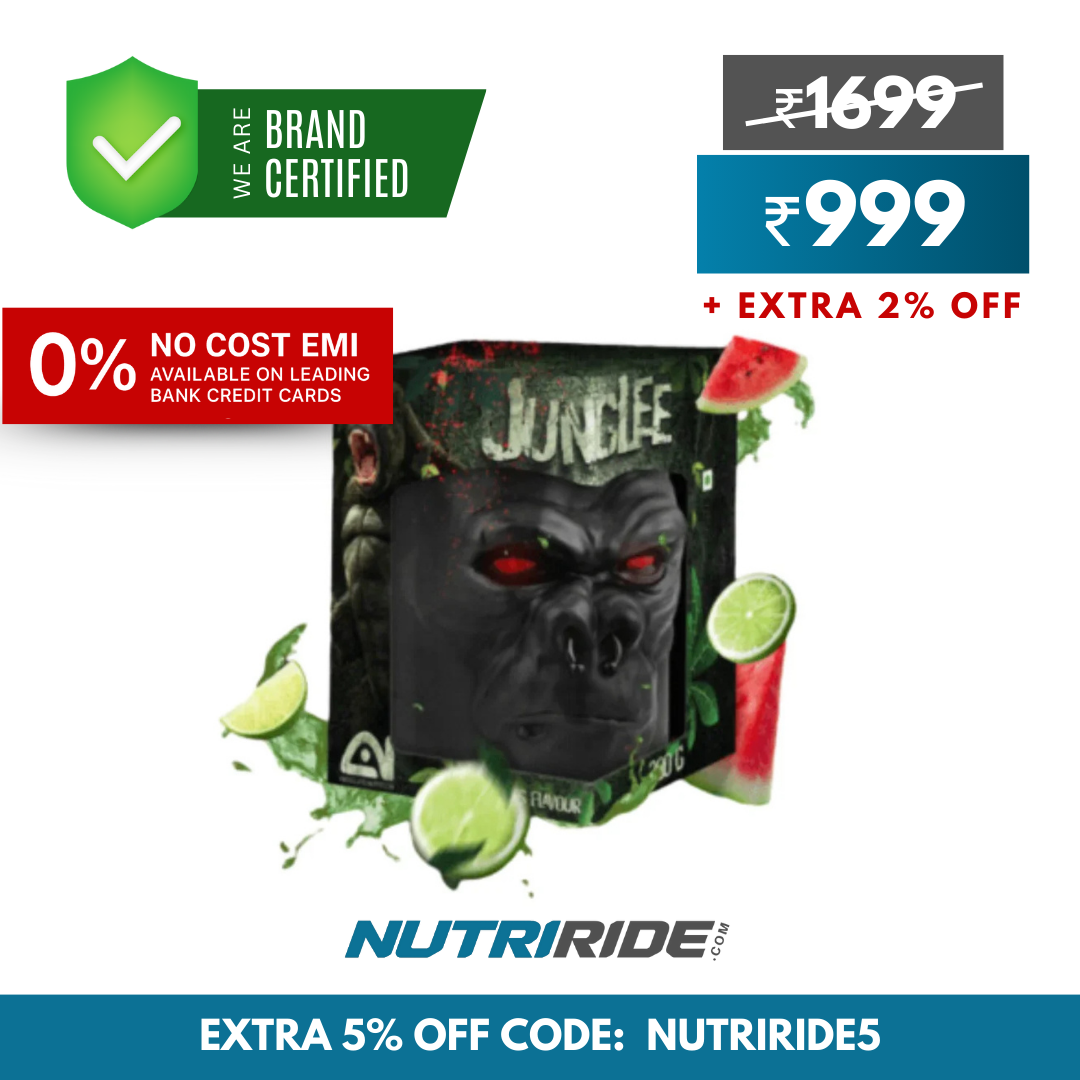 WE ARE
BRAND
CERTIFIED
₹1699
₹999
+ EXTRA 2% OFF
0%
NO COST EMI
AVAILABLE ON LEADING
BANK CREDIT CARDS
JUNGLEE
FLAVOUR
NUTRIRIDE.COM
EXTRA 5% OFF CODE: NUTRIRIDE5